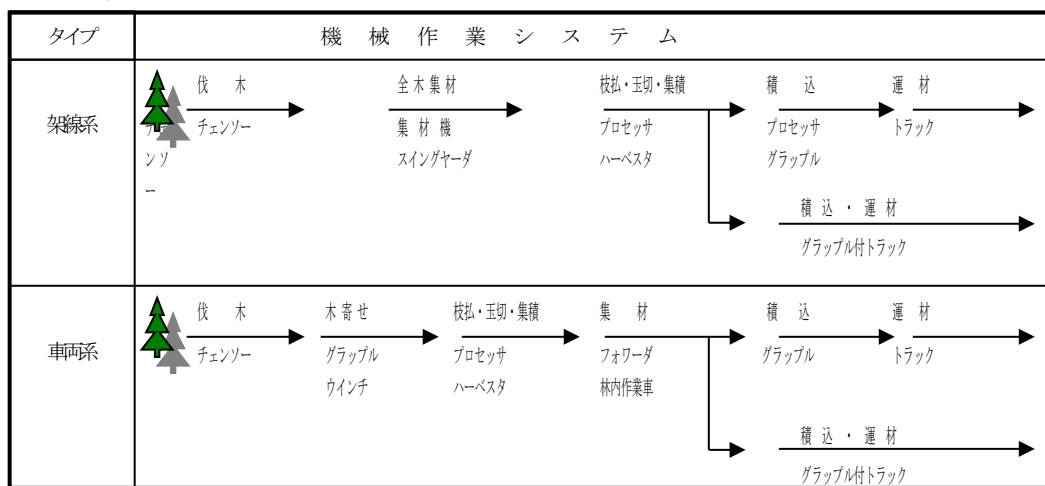 タイプ 機械作業システム
架線系
伐木 全木集材 枝払・玉切・集積 積込 運材
チェンソー
チェンソー 集材機 プロセッサ プロセッサ トラック
スイングヤーダ ハーベスタ グラップル
積込・運材
グラップル付トラック
車両系
伐木 木寄せ 枝払・玉切・集積 集材 積込 運材
チェンソー グラップル プロセッサ フォワーダ グラップル トラック
ウインチ ハーベスタ 林内作業車
積込・運材
グラップル付トラック